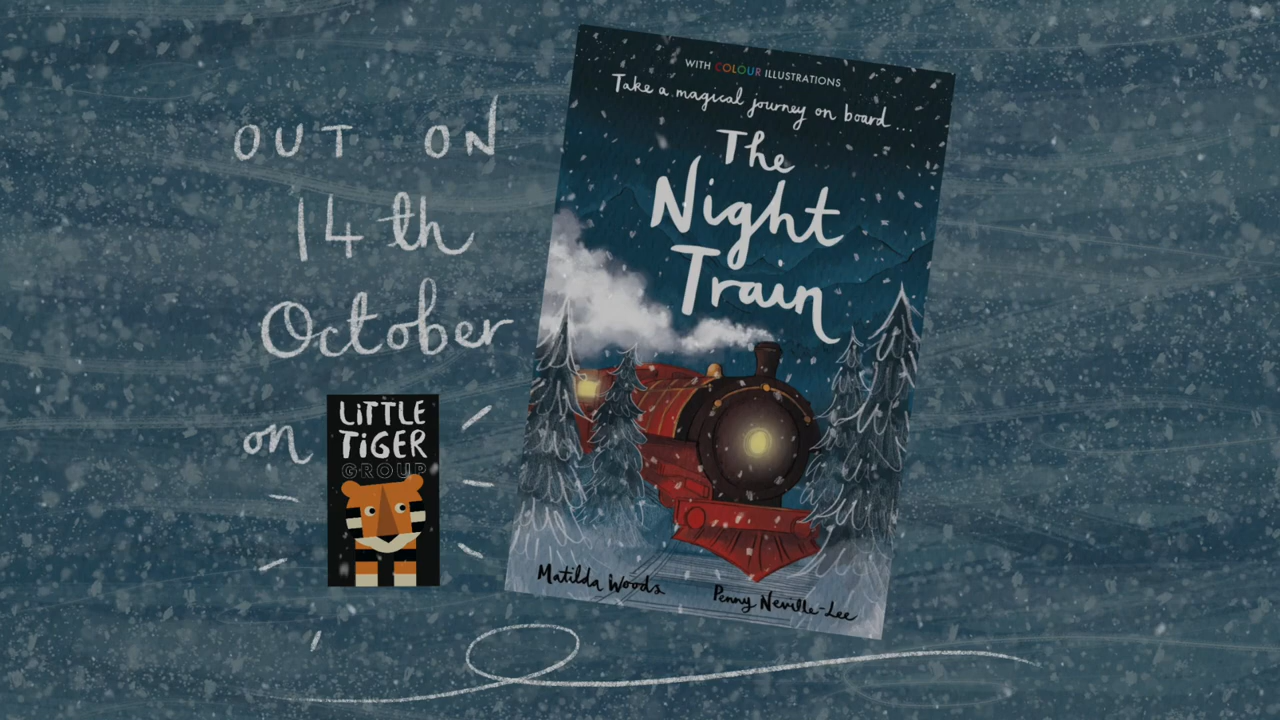 OUT ON
14th
October
on
LiTTLE
TiGER
GROUP
WITH COLOUR ILLUSTRATIONS
Take a magical journey on board...
The
Night
Train
Matilda Woods
Penny Neville-Lee